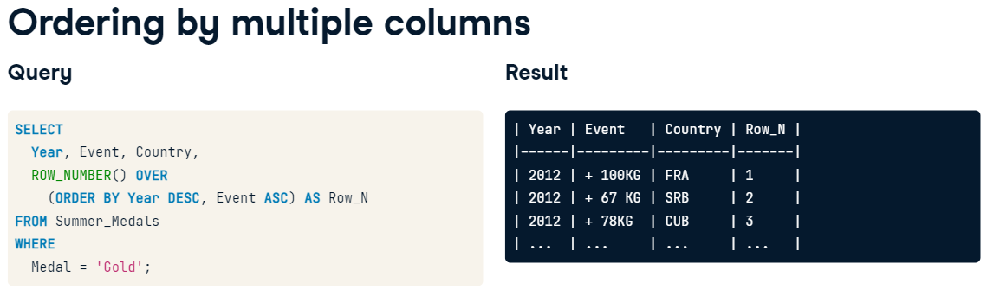 Ordering by multiple columns
Query
SELECT
  Year, Event, Country,
  ROW_NUMBER() OVER
    (ORDER BY Year DESC, Event ASC) AS Row_N
FROM Summer_Medals
WHERE
  Medal = 'Gold';
Result
| Year | Event   | Country | Row_N |
|------|---------|---------|-------|
| 2012 | + 100KG | FRA     | 1     |
| 2012 | + 67 KG | SRB     | 2     |
| 2012 | + 78KG  | CUB     | 3     |
| ...  | ...     | ...     | ...   |